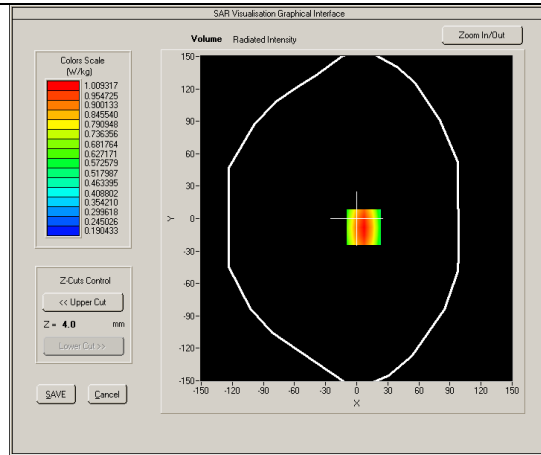 SAR Visualisation Graphical Interface
Volume Radiated Intensity
Zoom In/Out
Colors Scale
(W/kg)
1.009317
0.954725
0.900133
0.845540
0.790948
0.736356
0.681764
0.627171
0.572579
0.517987
0.463395
0.408802
0.354210
0.299618
0.245026
0.190433
Z-Cuts Control
<< Upper Cut
Z = 4.0 mm
Lower Cut >>
SAVE Cancel
150-
120-
90-
60-
30-
Y 0-
-30-
-60-
-90-
-120-
-150-
-150 -120 -90 -60 -30 0 30 60 90 120 150
X